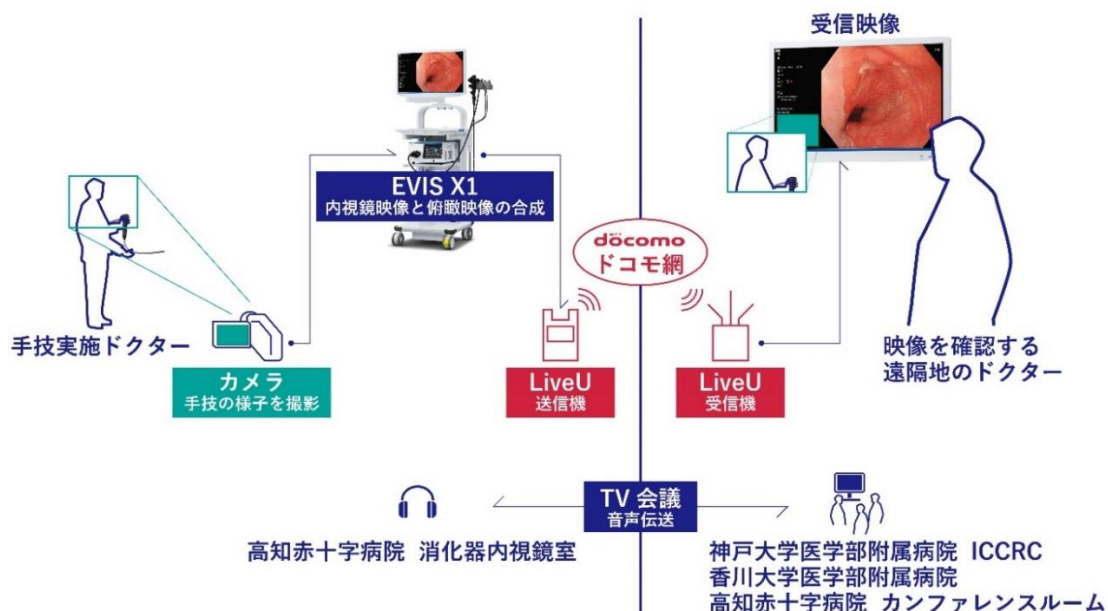 受信映像
EVIS X1
内視鏡映像と俯瞰映像の合成
döcomo
ドコモ網
手技実施ドクター
カメラ
手技の様子を撮影
LiveU
送信機
LiveU
受信機
映像を確認する
遠隔地のドクター
TV 会議
音声伝送
高知赤十字病院 消化器内視鏡室
神戸大学医学部附属病院 ICCRC
香川大学医学部附属病院
高知赤十字病院 カンファレンスルーム